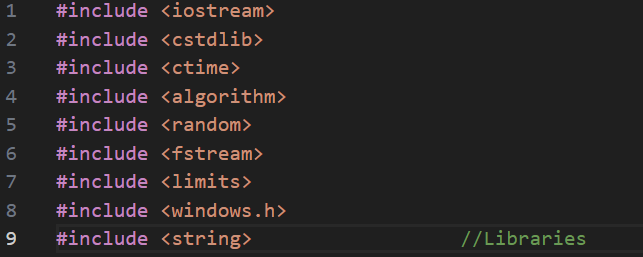 1 #include <iostream>
2 #include <cstdlib>
3 #include <ctime>
4 #include <algorithm>
5 #include <random>
6 #include <fstream>
7 #include <limits>
8 #include <windows.h>
9 #include <string> //Libraries